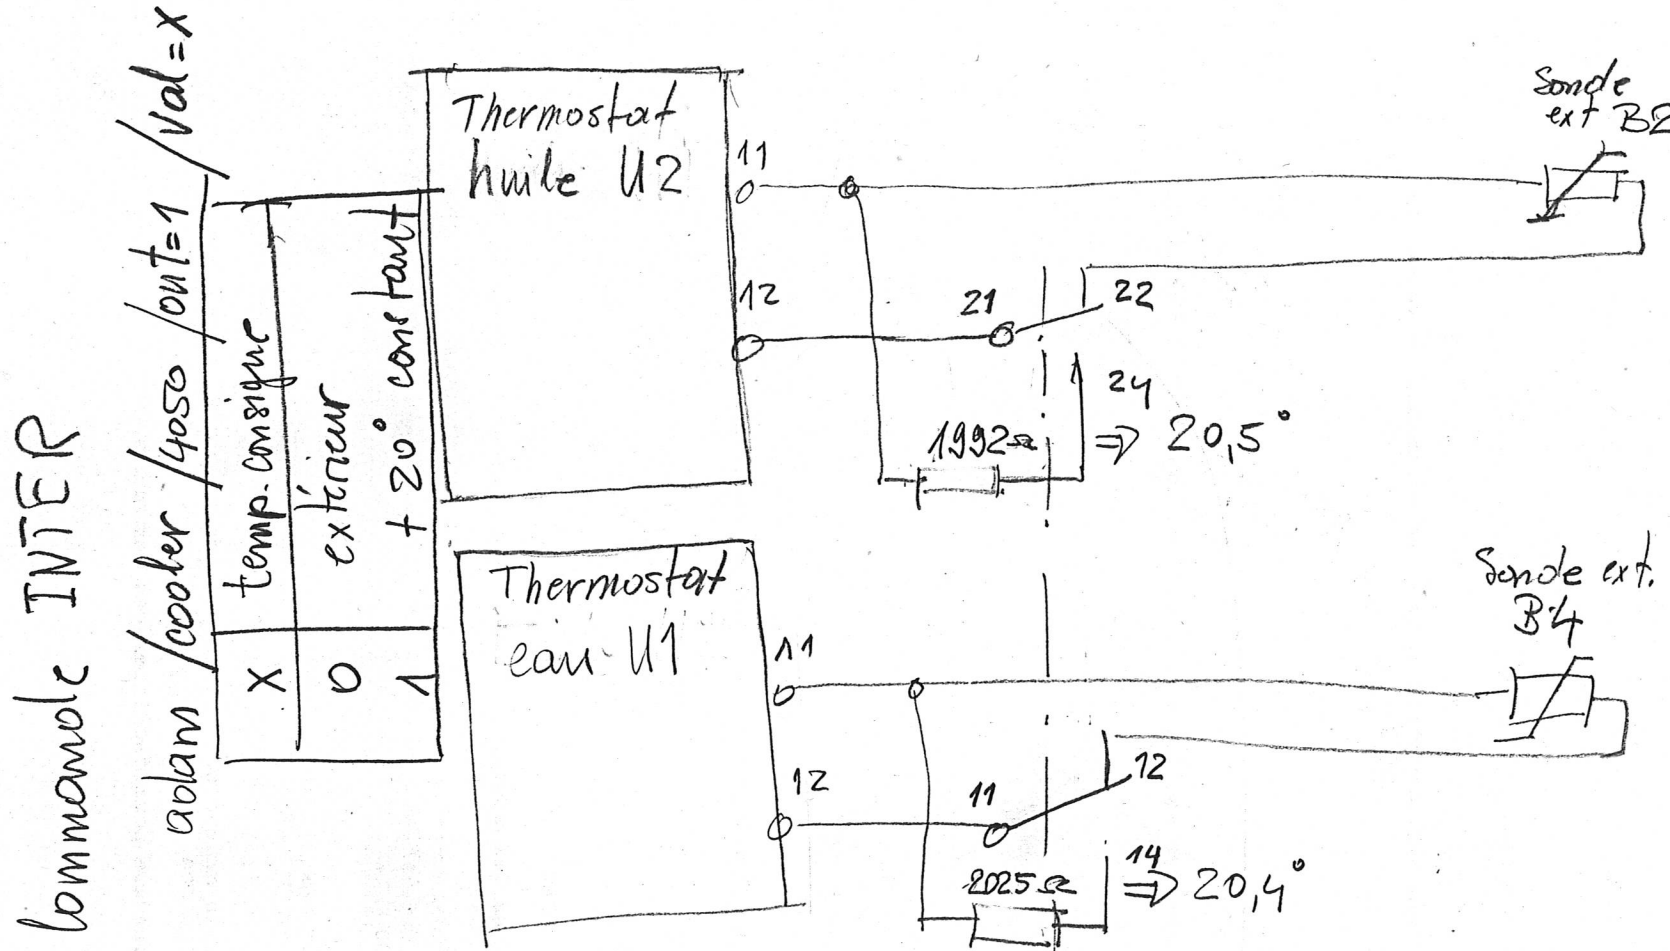 Commande INTER
adam /cooler /4050 /out=1 /val=x
X temp. consigne
0 extérieur
1 + 20° constant
Thermostat
huile U2
11
12
21
22
24
1992Ω
⇒ 20,5°
Sonde
ext B2
Thermostat
eau U1
11
12
11
12
14
2025Ω
⇒ 20,4°
Sonde ext.
B4